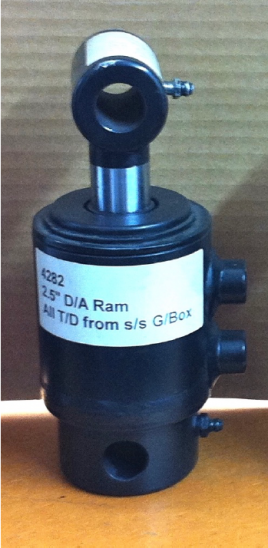 4282
2.5" D/A Ram
All T/D from s/s G/Box